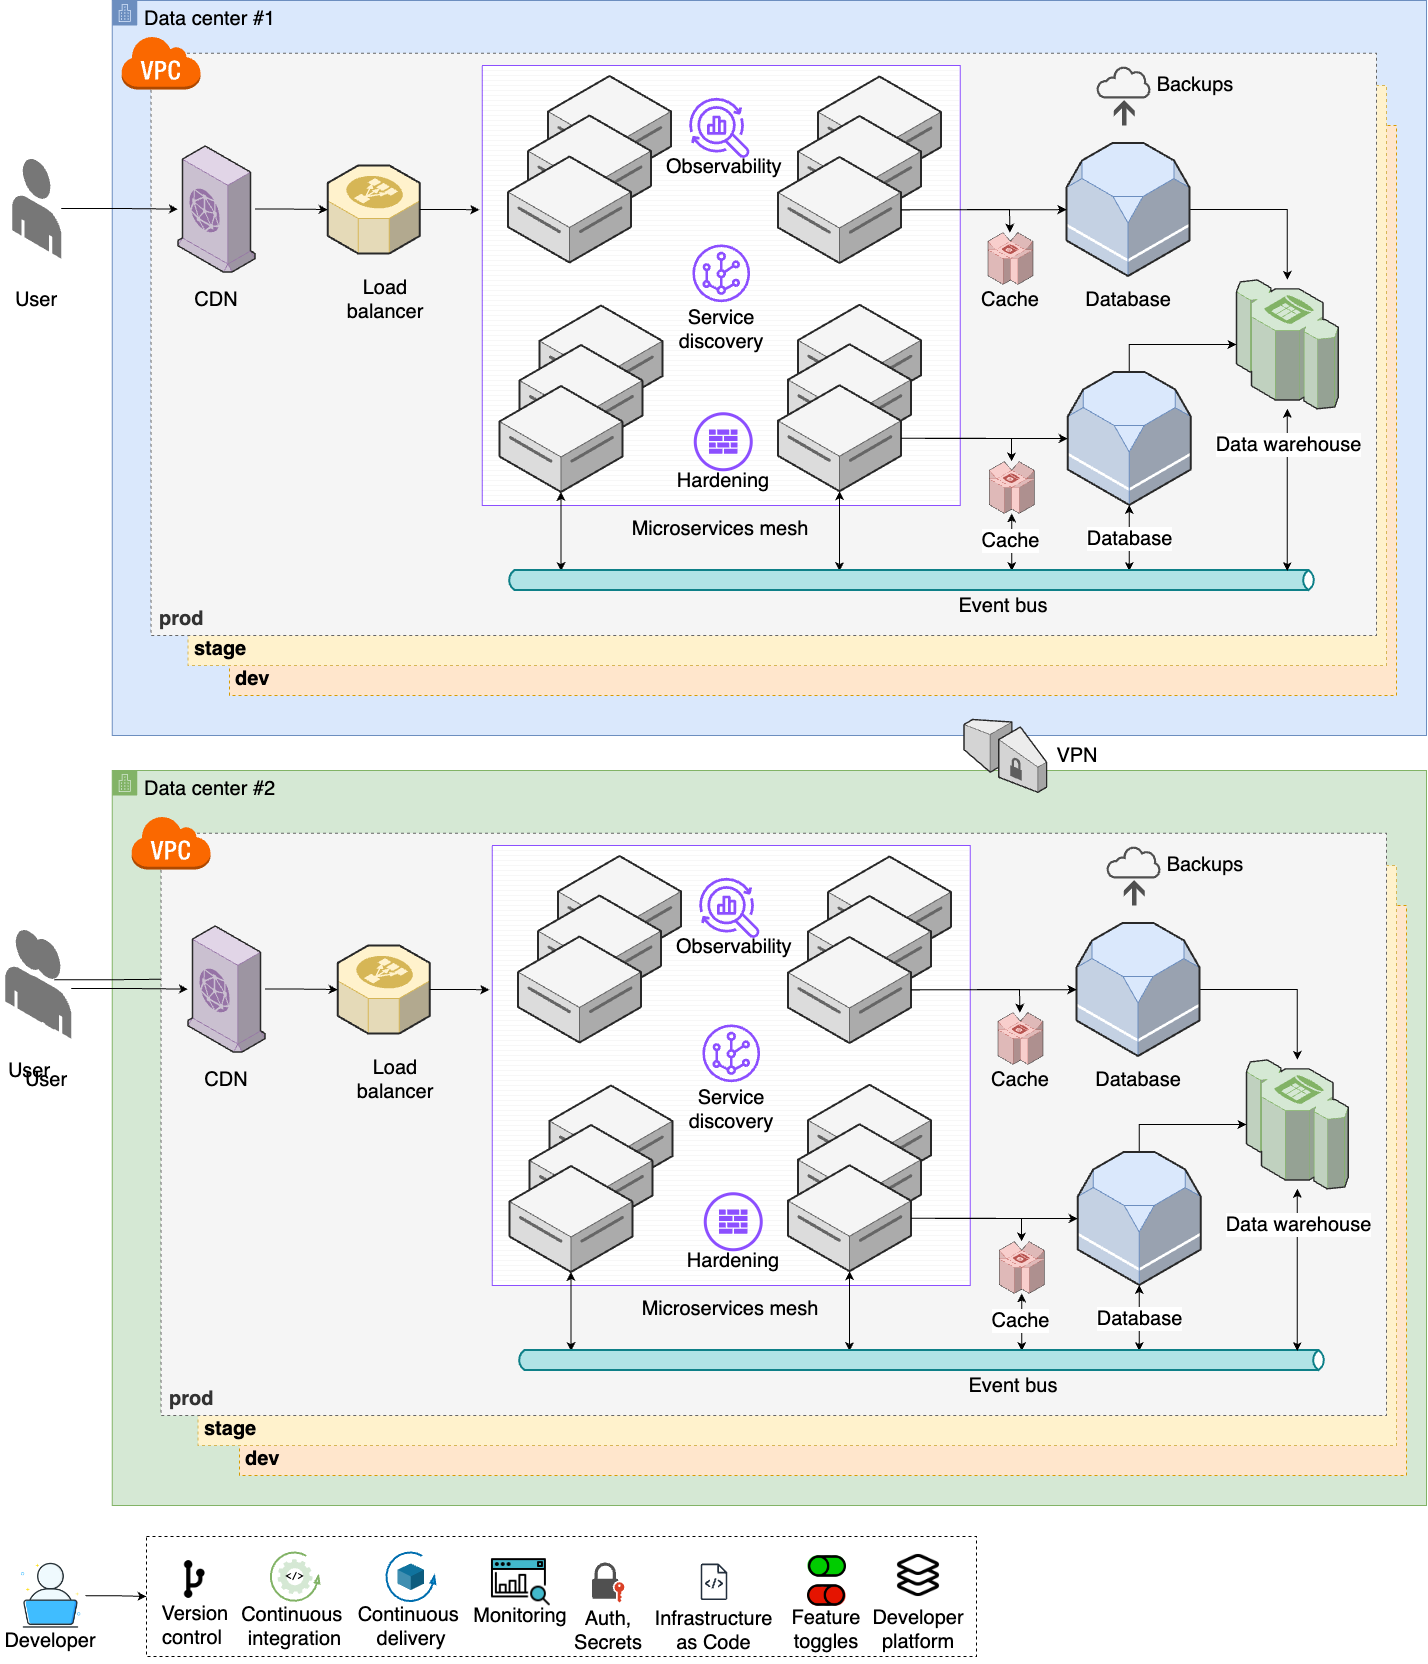 Data center #1
VPC
Backups
Observability
User
CDN
Load
balancer
Service
discovery
Cache
Database
Data warehouse
Hardening
Microservices mesh
Cache
Database
Event bus
prod
stage
dev
VPN
Data center #2
VPC
Backups
Observability
User
User
CDN
Load
balancer
Service
discovery
Cache
Database
Data warehouse
Hardening
Microservices mesh
Cache
Database
Event bus
prod
stage
dev
Developer
Version
control
Continuous
integration
Continuous
delivery
Monitoring
Auth,
Secrets
Infrastructure
as Code
Feature
toggles
Developer
platform